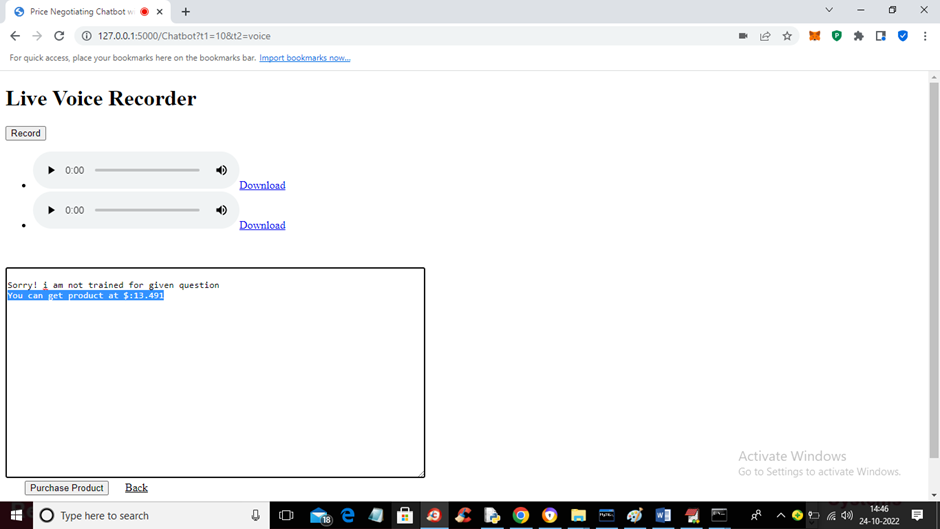 Price Negotiating Chatbot w
127.0.0.1:5000/Chatbot?t1=10&t2=voice
For quick access, place your bookmarks here on the bookmarks bar. Import bookmarks now...
Live Voice Recorder
Record
0:00
Download
0:00
Download
Sorry! i am not trained for given question
You can get product at $:13.491
Activate Windows
Go to Settings to activate Windows.
Purchase Product Back
Type here to search
18
14:46
24-10-2022